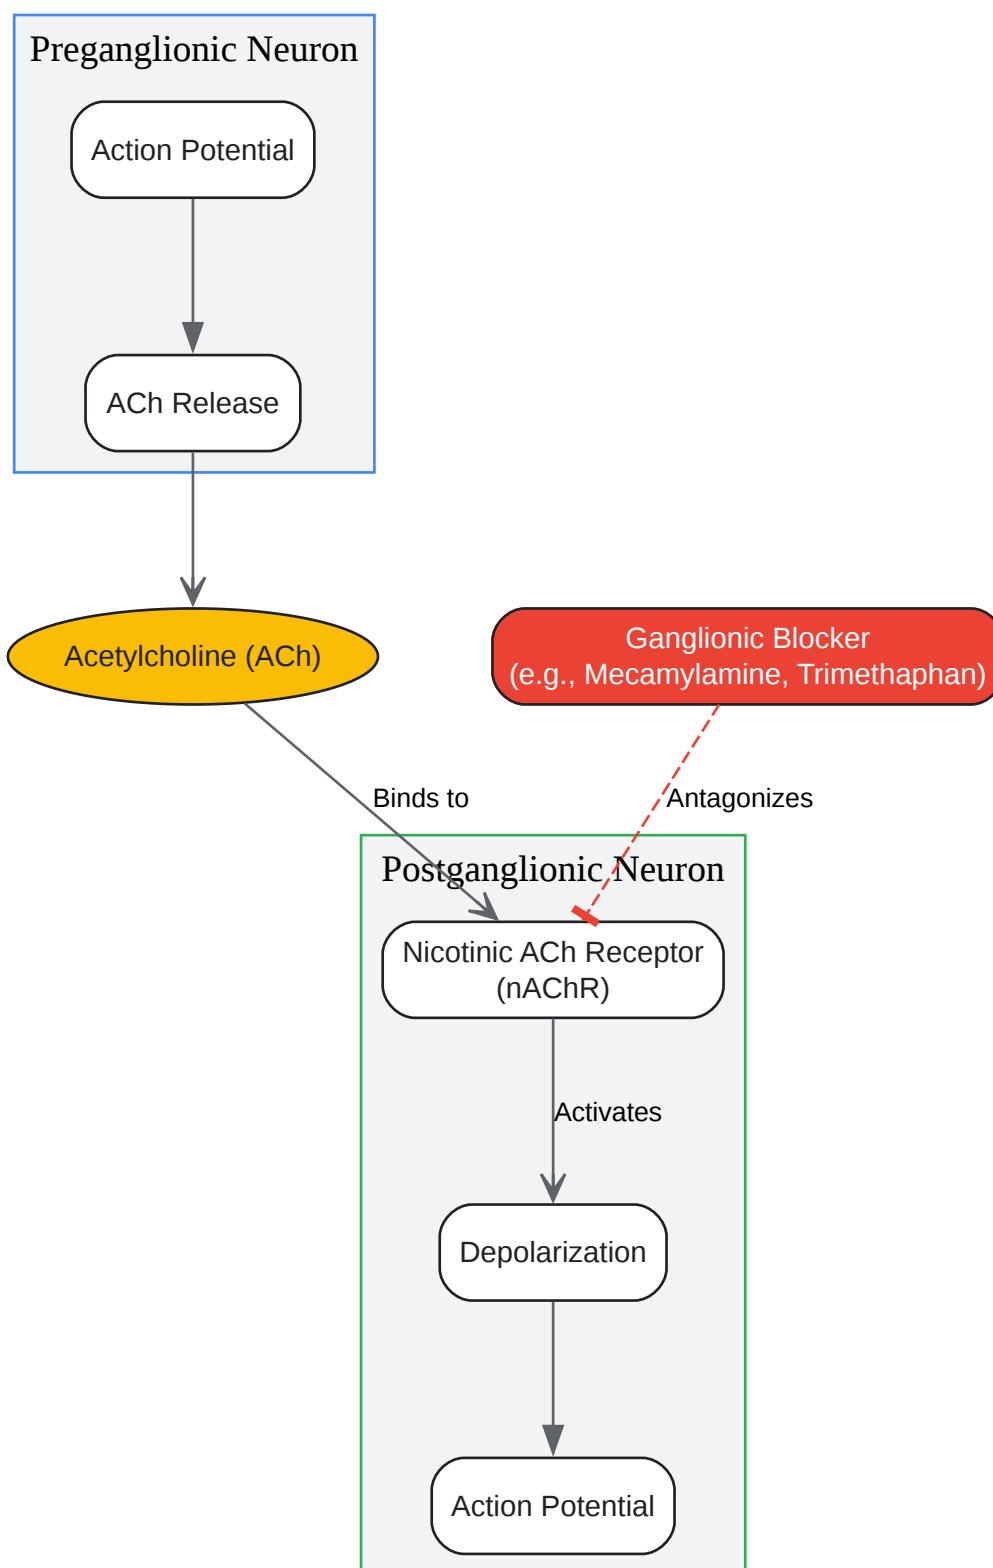 Preganglionic Neuron
Action Potential
ACh Release
Acetylcholine (ACh)
Ganglionic Blocker
(e.g., Mecamylamine, Trimethaphan)
Binds to
Antagonizes
Postganglionic Neuron
Nicotinic ACh Receptor
(nAChR)
Activates
Depolarization
Action Potential